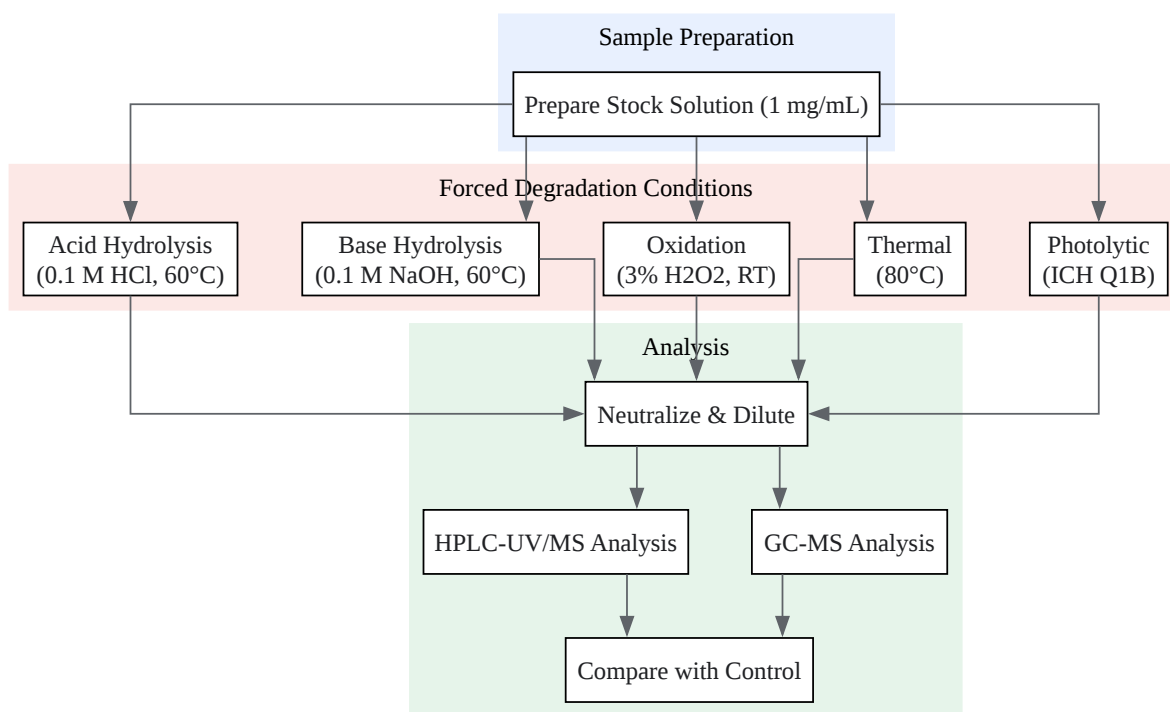 Sample Preparation
Prepare Stock Solution (1 mg/mL)
Forced Degradation Conditions
Acid Hydrolysis
(0.1 M HCl, 60°C)
Base Hydrolysis
(0.1 M NaOH, 60°C)
Oxidation
(3% H2O2, RT)
Thermal
(80°C)
Photolytic
(ICH Q1B)
Analysis
Neutralize & Dilute
HPLC-UV/MS Analysis
GC-MS Analysis
Compare with Control